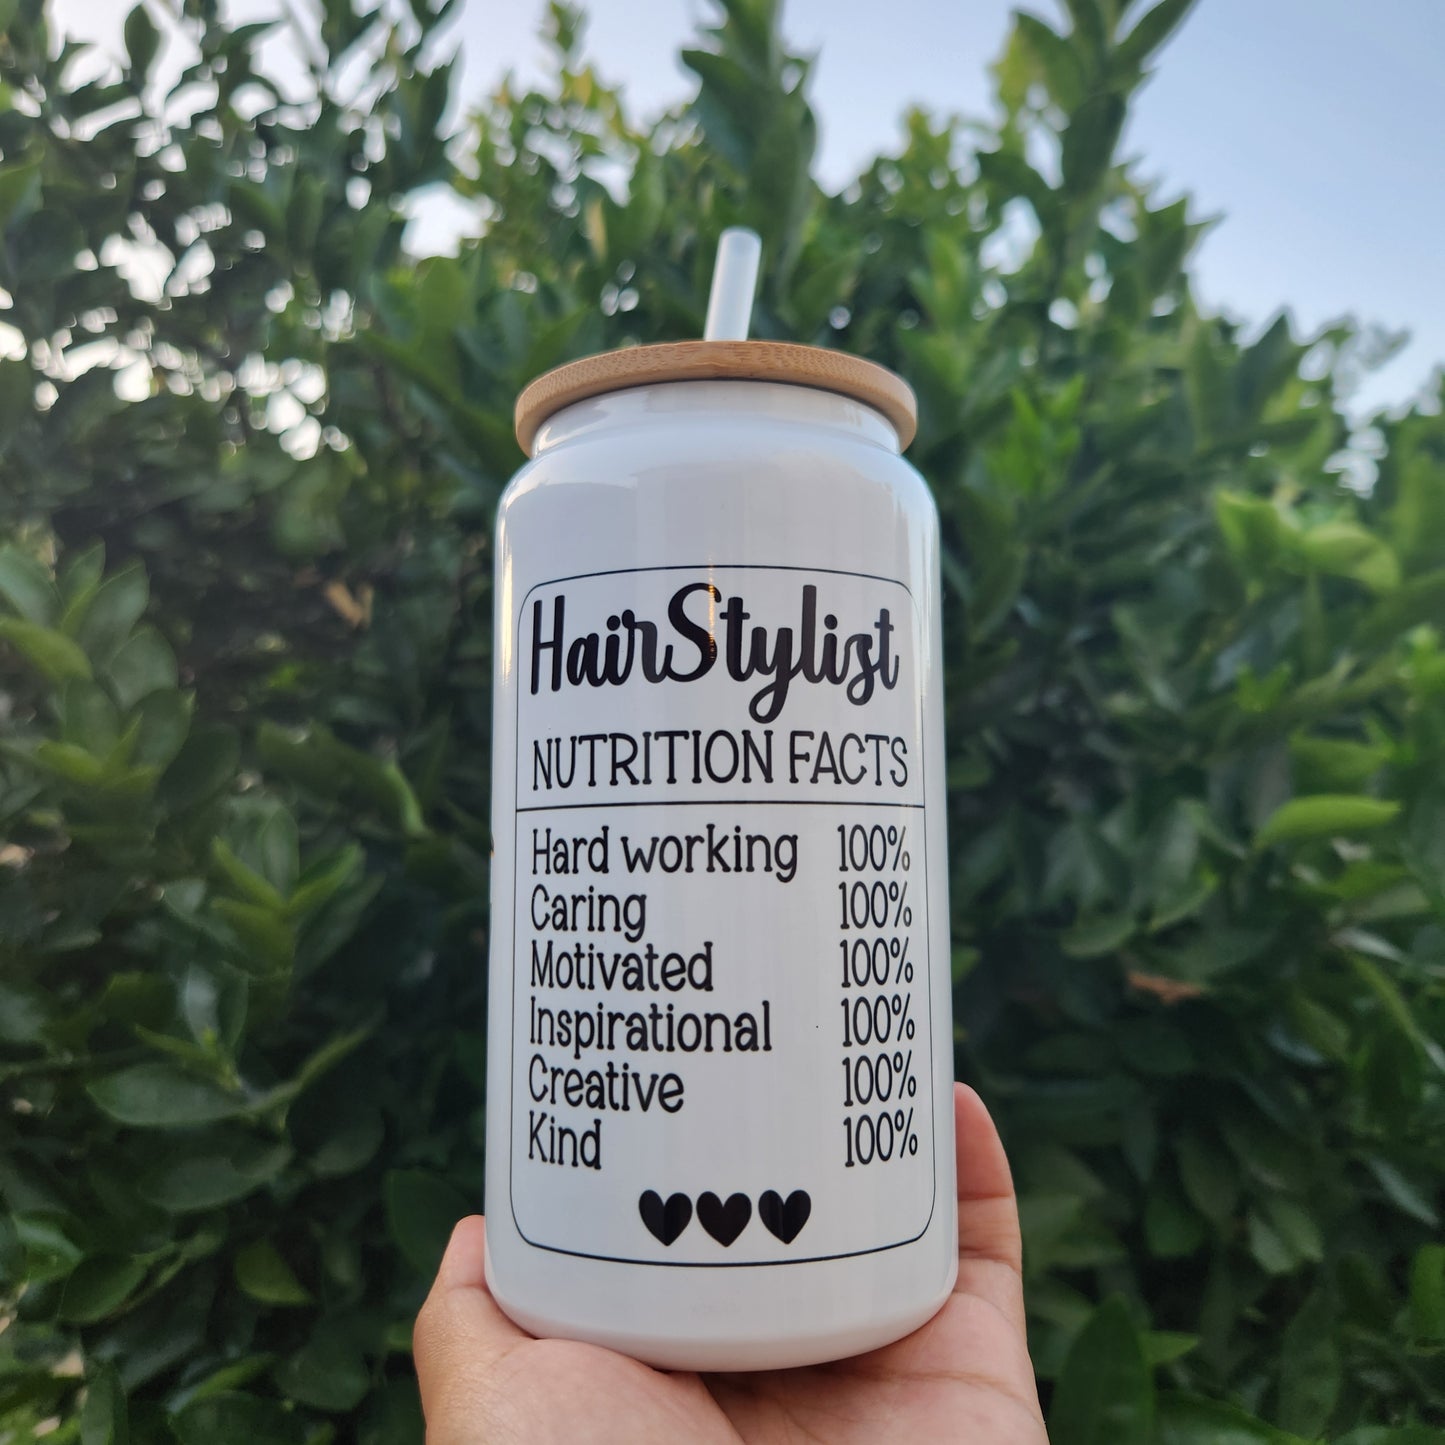 HairStylist
NUTRITION FACTS
Hard working 100%
Caring 100%
Motivated 100%
Inspirational 100%
Creative 100%
Kind 100%